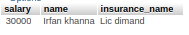 salary name insurance_name
30000 Irfan khanna Lic dimand